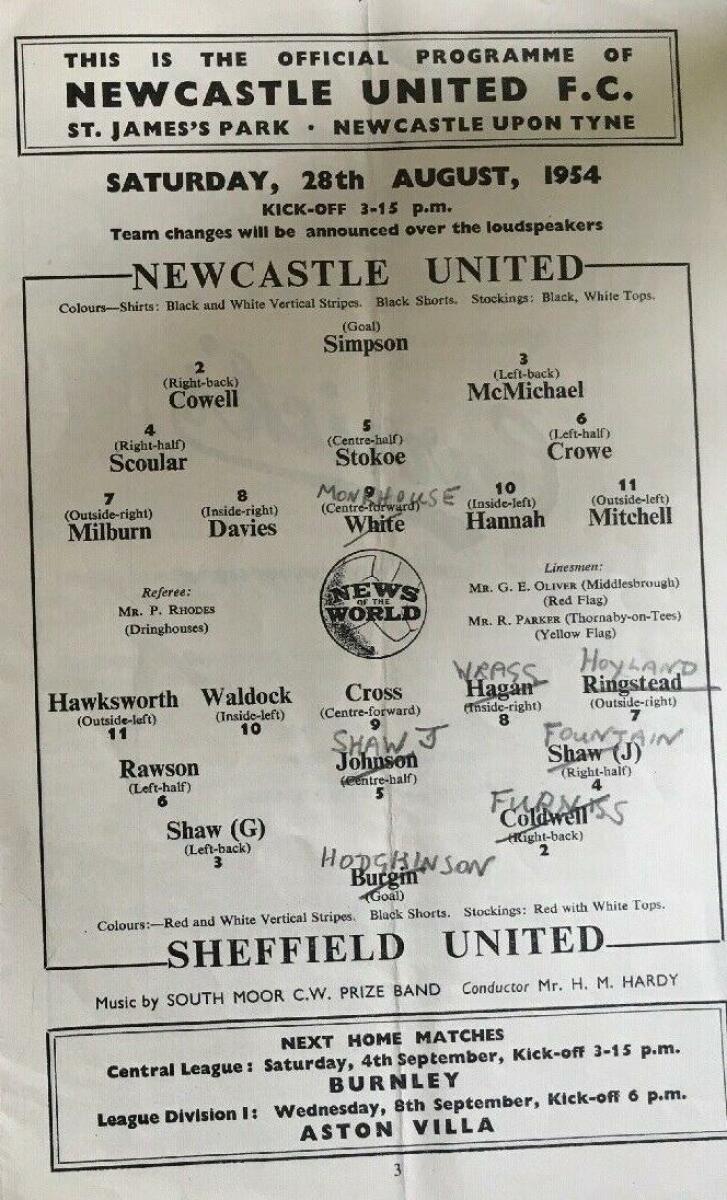 THIS IS THE OFFICIAL PROGRAMME OF
NEWCASTLE UNITED F.C.
ST. JAMES'S PARK · NEWCASTLE UPON TYNE
SATURDAY, 28th AUGUST, 1954
KICK-OFF 3-15 p.m.
Team changes will be announced over the loudspeakers
NEWCASTLE UNITED
Colours—Shirts: Black and White Vertical Stripes. Black Shorts. Stockings: Black, White Tops.
(Goal)
Simpson
2 3
(Right-back) (Left-back)
Cowell McMichael
4 5 6
(Right-half) (Centre-half) (Left-half)
Scoular Stokoe Crowe
MONKHOUSE
7 8 9 10 11
(Outside-right) (Inside-right) (Centre-forward) (Inside-left) (Outside-left)
Milburn Davies White Hannah Mitchell
Referee:
MR. P. RHODES
(Dringhouses)
NEWS
OF THE
WORLD
Linesmen:
MR. G. E. OLIVER (Middlesbrough)
(Red Flag)
MR. R. PARKER (Thornaby-on-Tees)
(Yellow Flag)
WRASS HOYLAND
Hawksworth Waldock Cross Hagan Ringstead
(Outside-left) (Inside-left) (Centre-forward) (Inside-right) (Outside-right)
11 10 9 8 7
SHAW J FOUNTAIN
Rawson Johnson Shaw (J)
(Left-half) (Centre-half) (Right-half)
6 5 4
FURNISS
Shaw (G) Coldwell
(Left-back) (Right-back)
3 2
HODGKINSON
Burgin
(Goal)
Colours:—Red and White Vertical Stripes. Black Shorts. Stockings: Red with White Tops.
SHEFFIELD UNITED
Music by SOUTH MOOR C.W. PRIZE BAND Conductor Mr. H. M. HARDY
NEXT HOME MATCHES
Central League: Saturday, 4th September, Kick-off 3-15 p.m.
BURNLEY
League Division I: Wednesday, 8th September, Kick-off 6 p.m.
ASTON VILLA
3